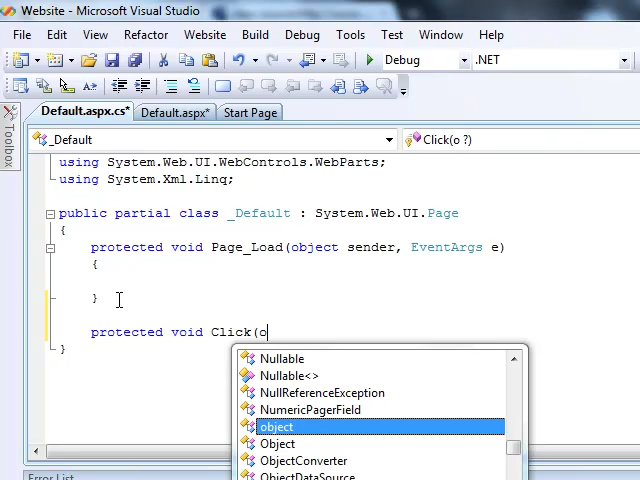 Website - Microsoft Visual Studio
File Edit View Refactor Website Build Debug Tools Test Window Help
Debug .NET
Default.aspx.cs* Default.aspx* Start Page
Toolbox
_Default Click(o ?)
using System.Web.UI.WebControls.WebParts;
using System.Xml.Linq;
public partial class _Default : System.Web.UI.Page
{
protected void Page_Load(object sender, EventArgs e)
{
}
protected void Click(o
}
Nullable
Nullable<>
NullReferenceException
NumericPagerField
object
Object
ObjectConverter
ObjectDataSource
Error List